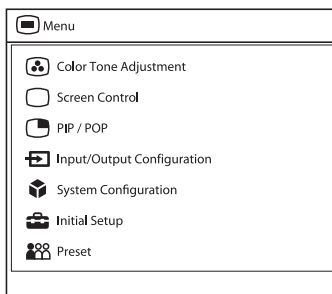 Menu
Color Tone Adjustment
Screen Control
PIP / POP
Input/Output Configuration
System Configuration
Initial Setup
Preset